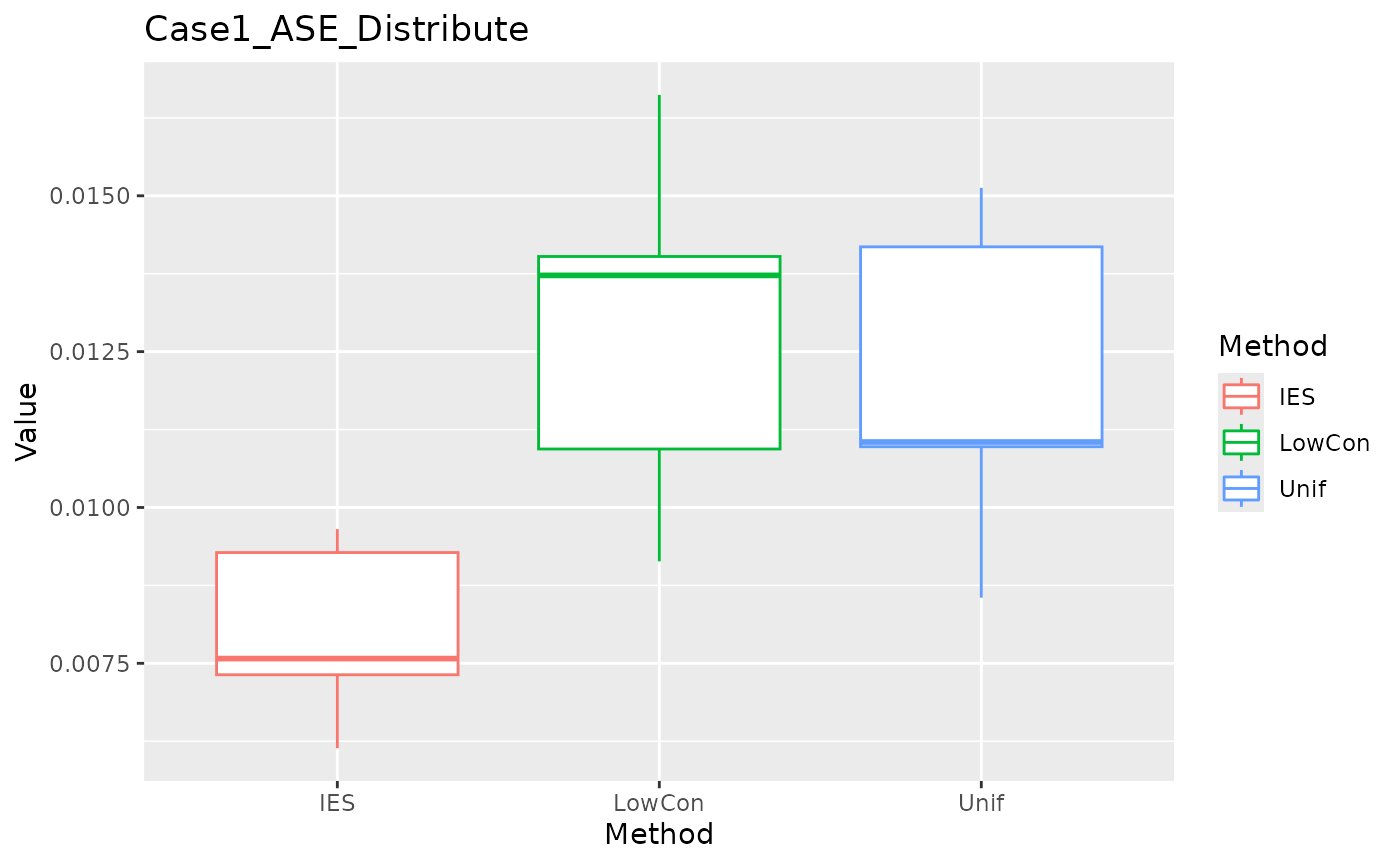 Case1_ASE_Distribute
Value
0.0150
0.0125
0.0100
0.0075
IES
LowCon
Unif
Method
Method
IES
LowCon
Unif